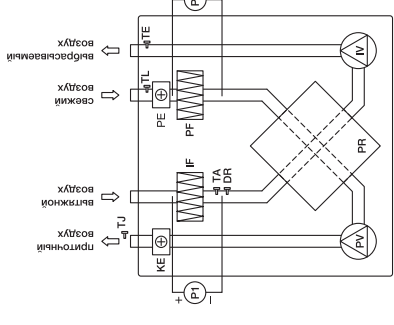 P
TE
выбрасываемый
воздух
IV
TL
свежий
воздух
PE
PF
PR
IF
TA
DR
вытяжной
воздух
TJ
приточный
воздух
KE
PV
+
P1
–